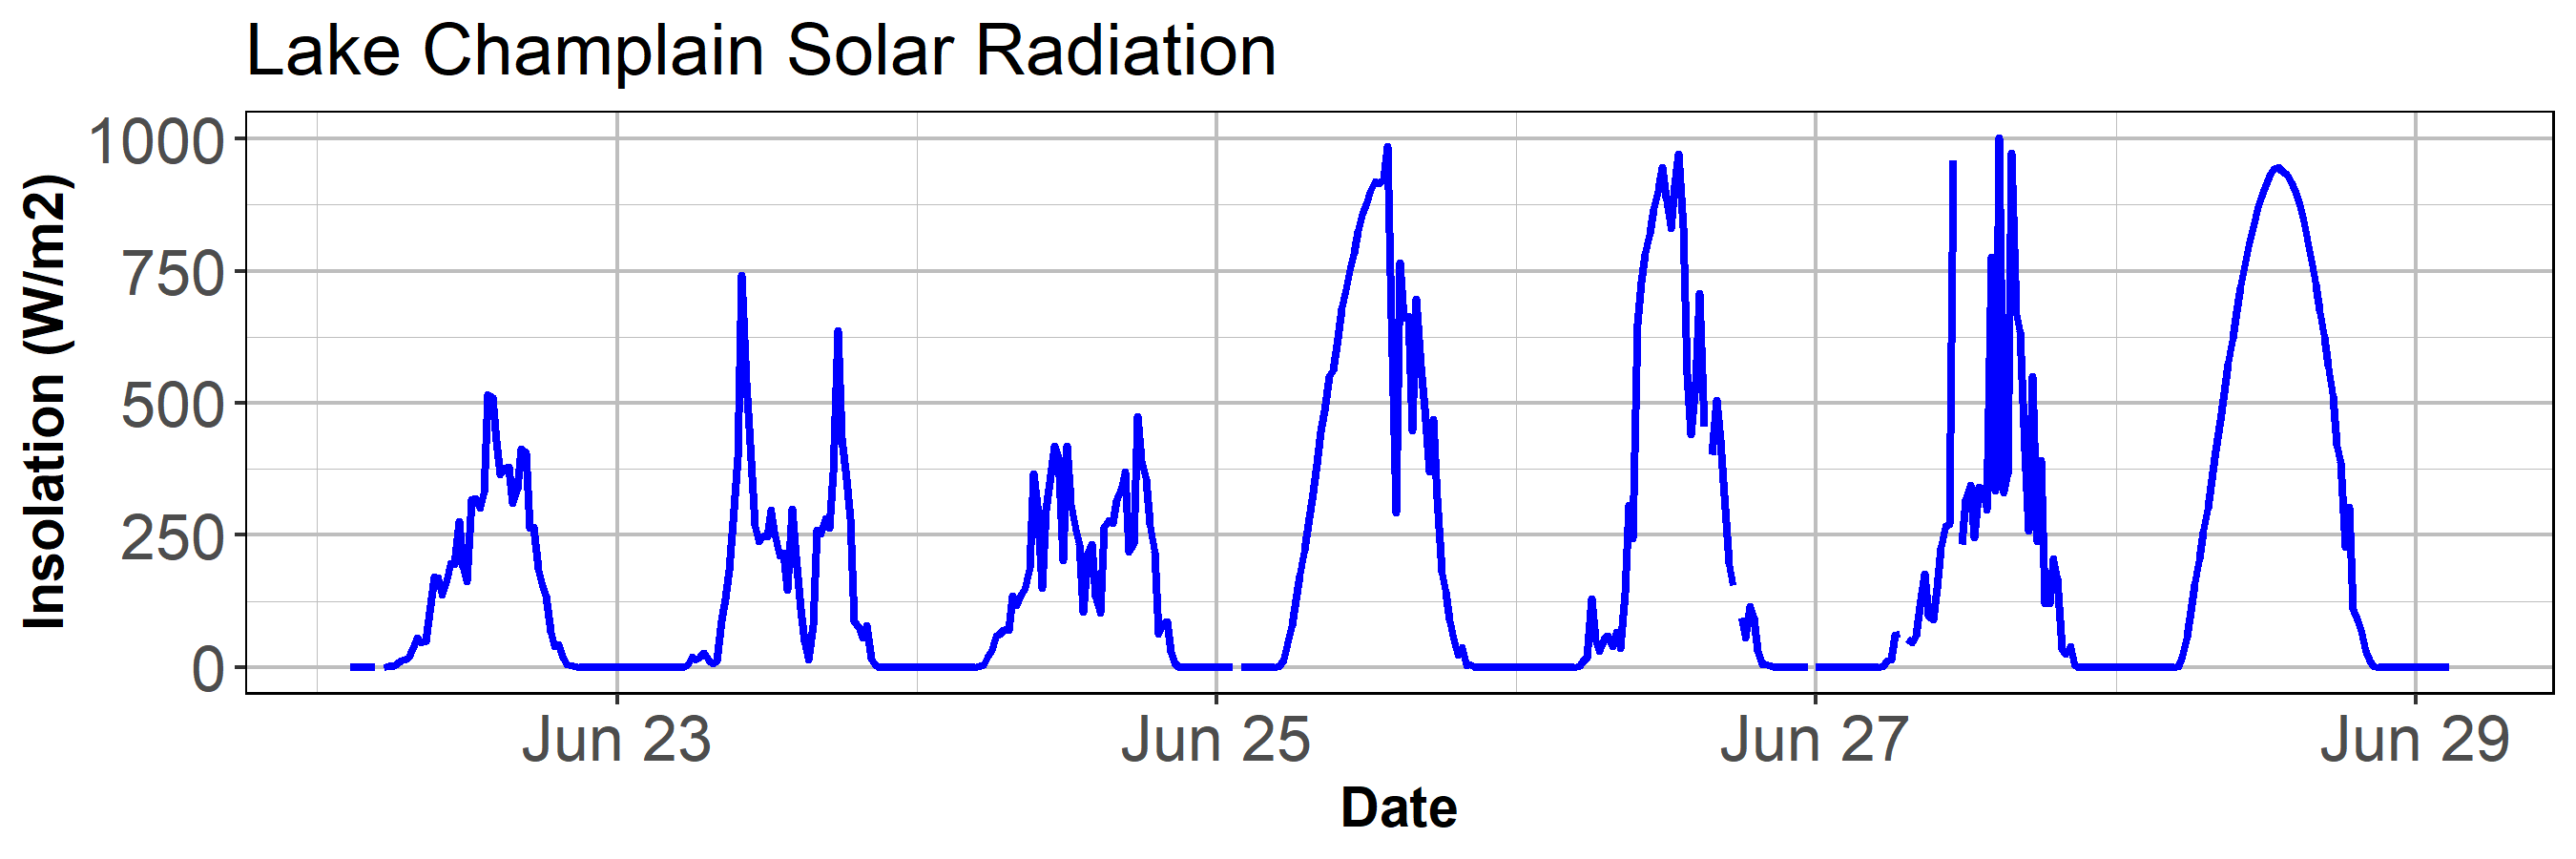 Lake Champlain Solar Radiation
1000
750
500
250
0
Insolation (W/m2)
Jun 23
Jun 25
Jun 27
Jun 29
Date